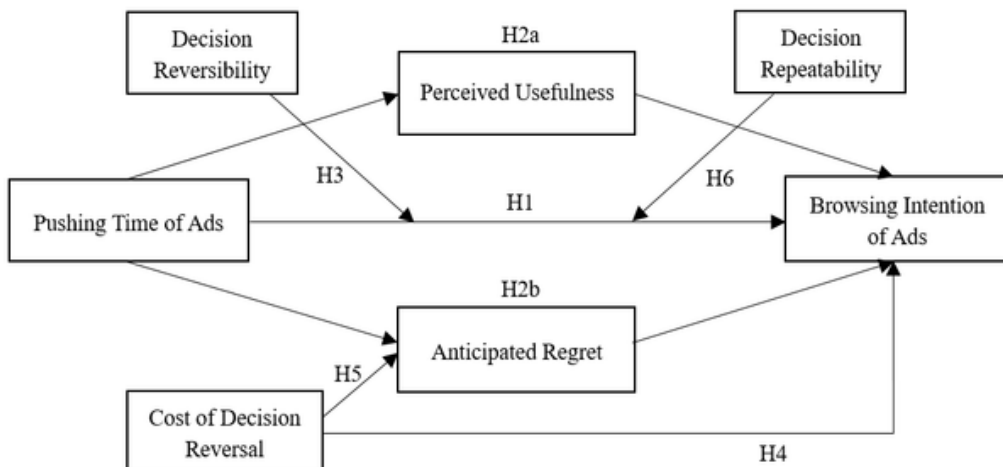 Decision
Reversibility
H2a
Perceived Usefulness
Decision
Repeatability
H3
H6
Pushing Time of Ads
H1
Browsing Intention
of Ads
H2b
Anticipated Regret
H5
Cost of Decision
Reversal
H4